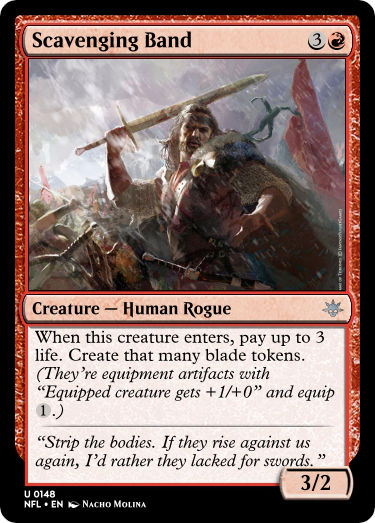 Scavenging Band 3
Creature — Human Rogue
When this creature enters, pay up to 3
life. Create that many blade tokens.
(They’re equipment artifacts with
“Equipped creature gets +1/+0” and equip
1.)
“Strip the bodies. If they rise against us
again, I’d rather they lacked for swords.”
3/2
U 0148
NFL • EN Nacho Molina